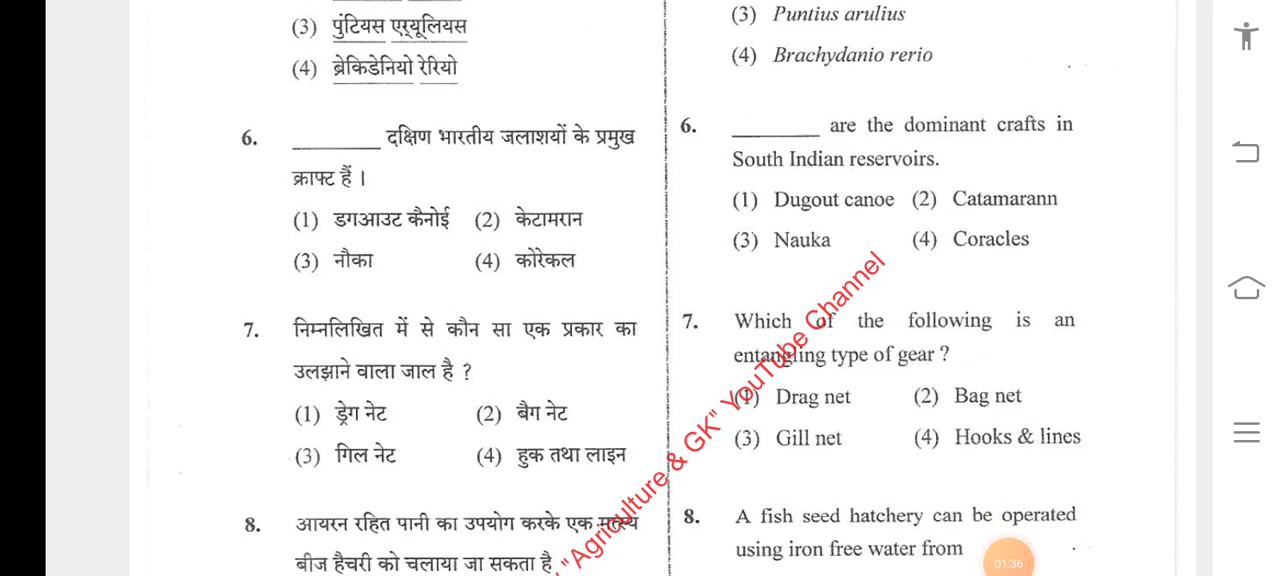 (3) पुंटियस एर्‍यूलियस
(4) ब्रेकिडेनियो रेरियो
6. ________ दक्षिण भारतीय जलाशयों के प्रमुख
क्राफ्ट हैं ।
(1) डगआउट कैनोई (2) केटामरान
(3) नौका (4) कोरेकल
7. निम्नलिखित में से कौन सा एक प्रकार का
उलझाने वाला जाल है ?
(1) ड्रेग नेट (2) बैग नेट
(3) गिल नेट (4) हुक तथा लाइन
8. आयरन रहित पानी का उपयोग करके एक मत्स्य
बीज हैचरी को चलाया जा सकता है
(3) Puntius arulius
(4) Brachydanio rerio
6. ________ are the dominant crafts in
South Indian reservoirs.
(1) Dugout canoe (2) Catamarann
(3) Nauka (4) Coracles
7. Which of the following is an
entangling type of gear ?
(1) Drag net (2) Bag net
(3) Gill net (4) Hooks & lines
8. A fish seed hatchery can be operated
using iron free water from
"Agriculture & GK" YouTube Channel
01:36